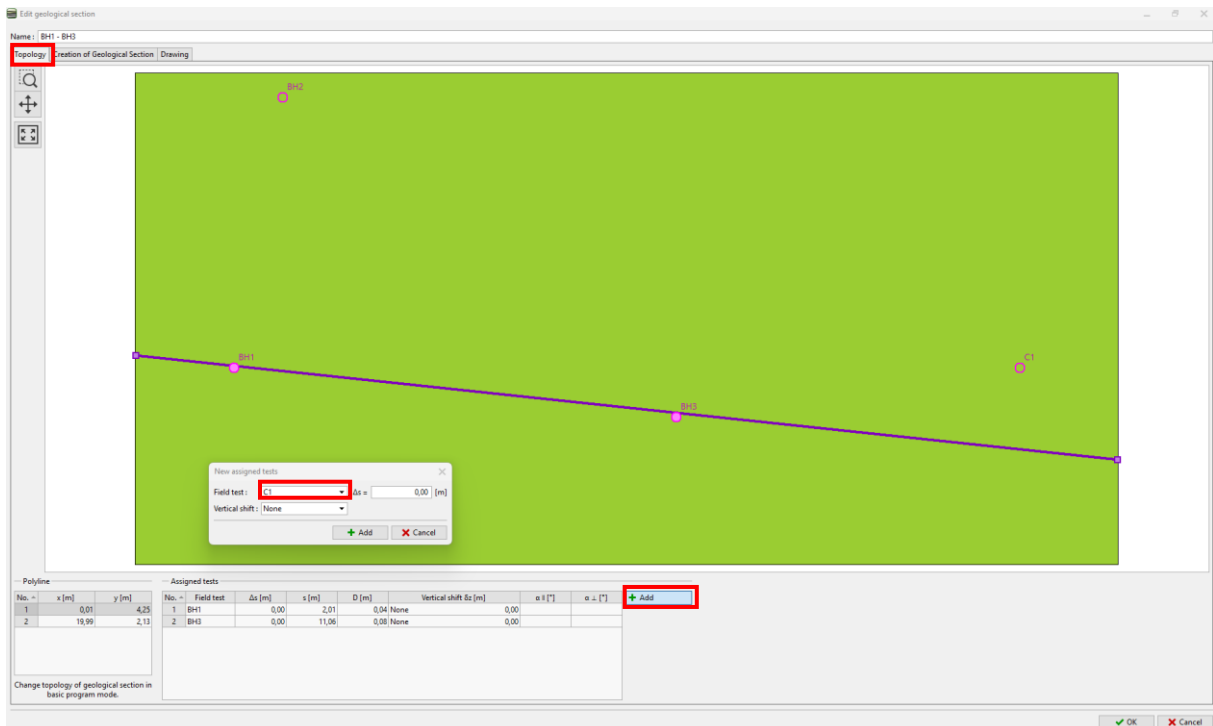 Edit geological section
Name : BH1 - BH3
Topology Creation of Geological Section Drawing
BH2
BH1
C1
BH3
New assigned tests
Field test : C1 Δs = 0,00 [m]
Vertical shift : None
Add Cancel
Polyline
No. x [m] y [m]
1 0,01 4,25
2 19,99 2,13
Change topology of geological section in
basic program mode.
Assigned tests
No. Field test Δs [m] s [m] D [m] Vertical shift δz [m] α ∥ [°] α ⊥ [°]
1 BH1 0,00 2,01 0,04 None 0,00
2 BH3 0,00 11,06 0,08 None 0,00
Add
OK Cancel